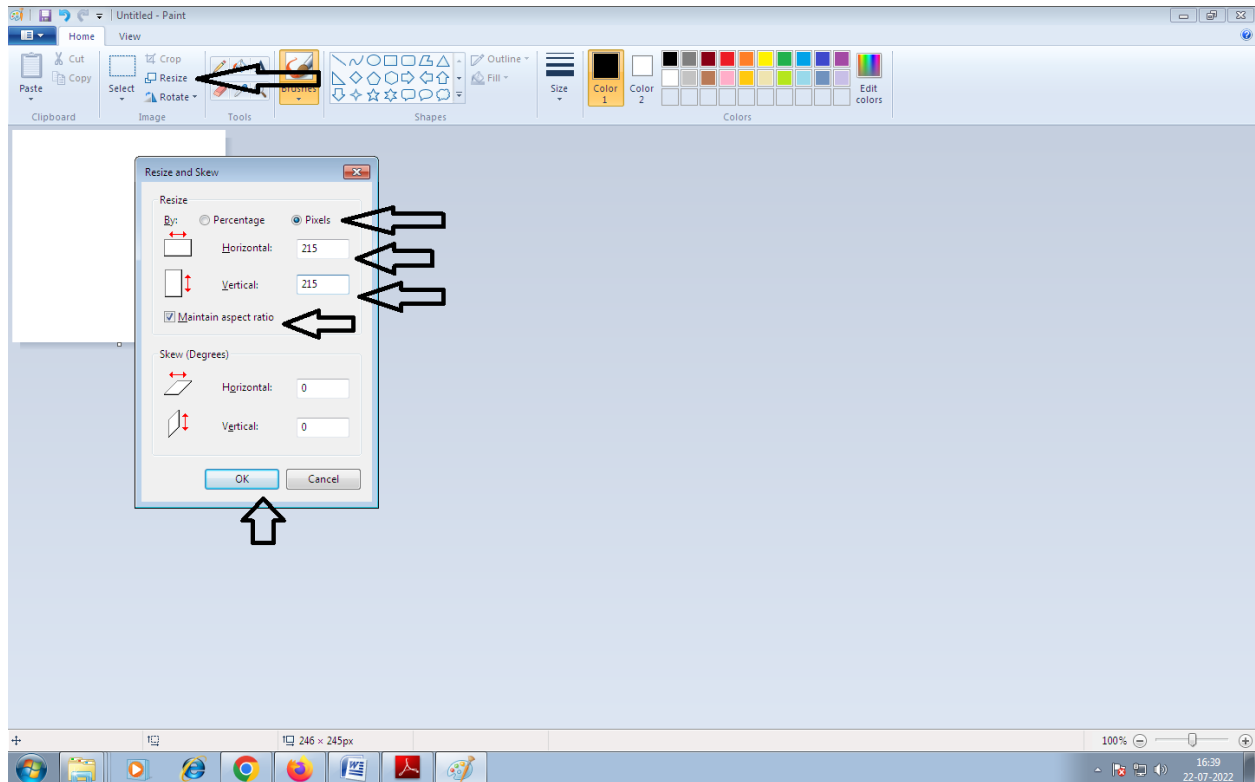 Untitled - Paint
Home View
Cut
Copy
Paste
Clipboard
Crop
Resize
Rotate
Select
Image
Tools
Brushes
Outline
Fill
Shapes
Size
Color 1
Color 2
Edit colors
Colors
Resize and Skew
Resize
By: Percentage Pixels
Horizontal: 215
Vertical: 215
Maintain aspect ratio
Skew (Degrees)
Horizontal: 0
Vertical: 0
OK Cancel
246 × 245px
100%
16:39
22-07-2022